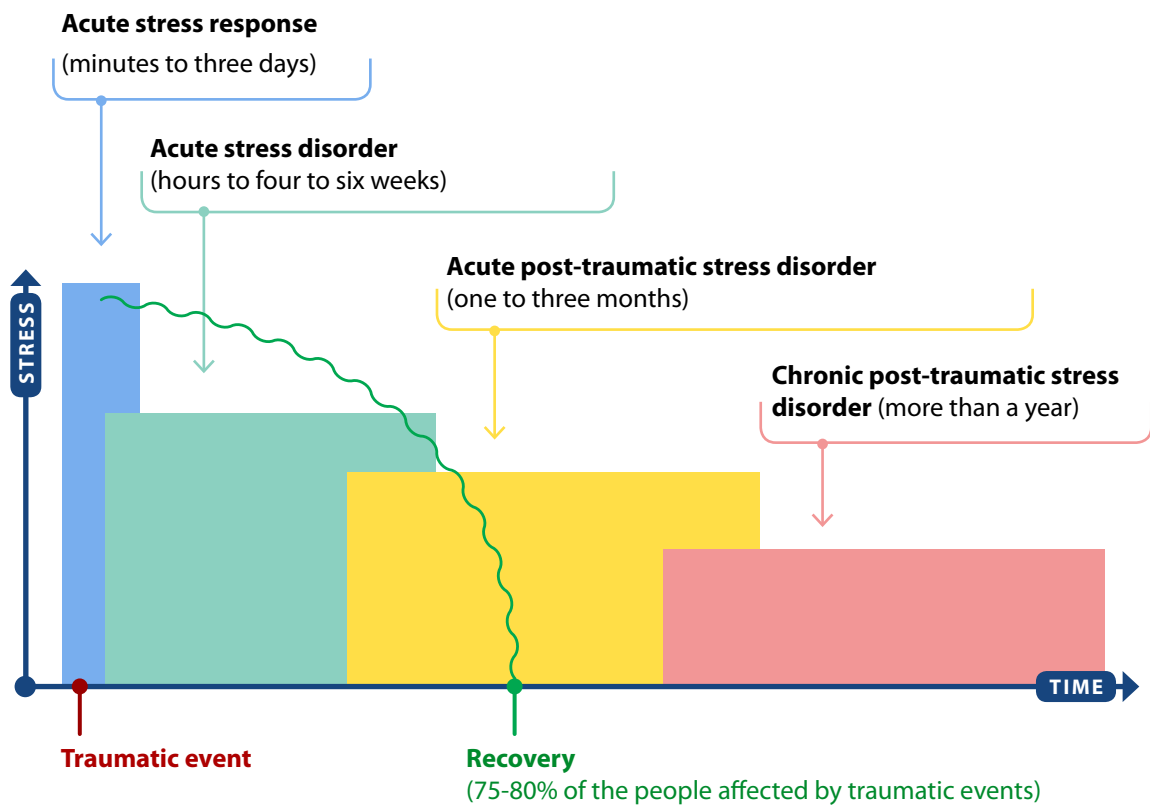 Acute stress response
(minutes to three days)
Acute stress disorder
(hours to four to six weeks)
Acute post-traumatic stress disorder
(one to three months)
Chronic post-traumatic stress
disorder (more than a year)
STRESS
TIME
Traumatic event
Recovery
(75-80% of the people affected by traumatic events)